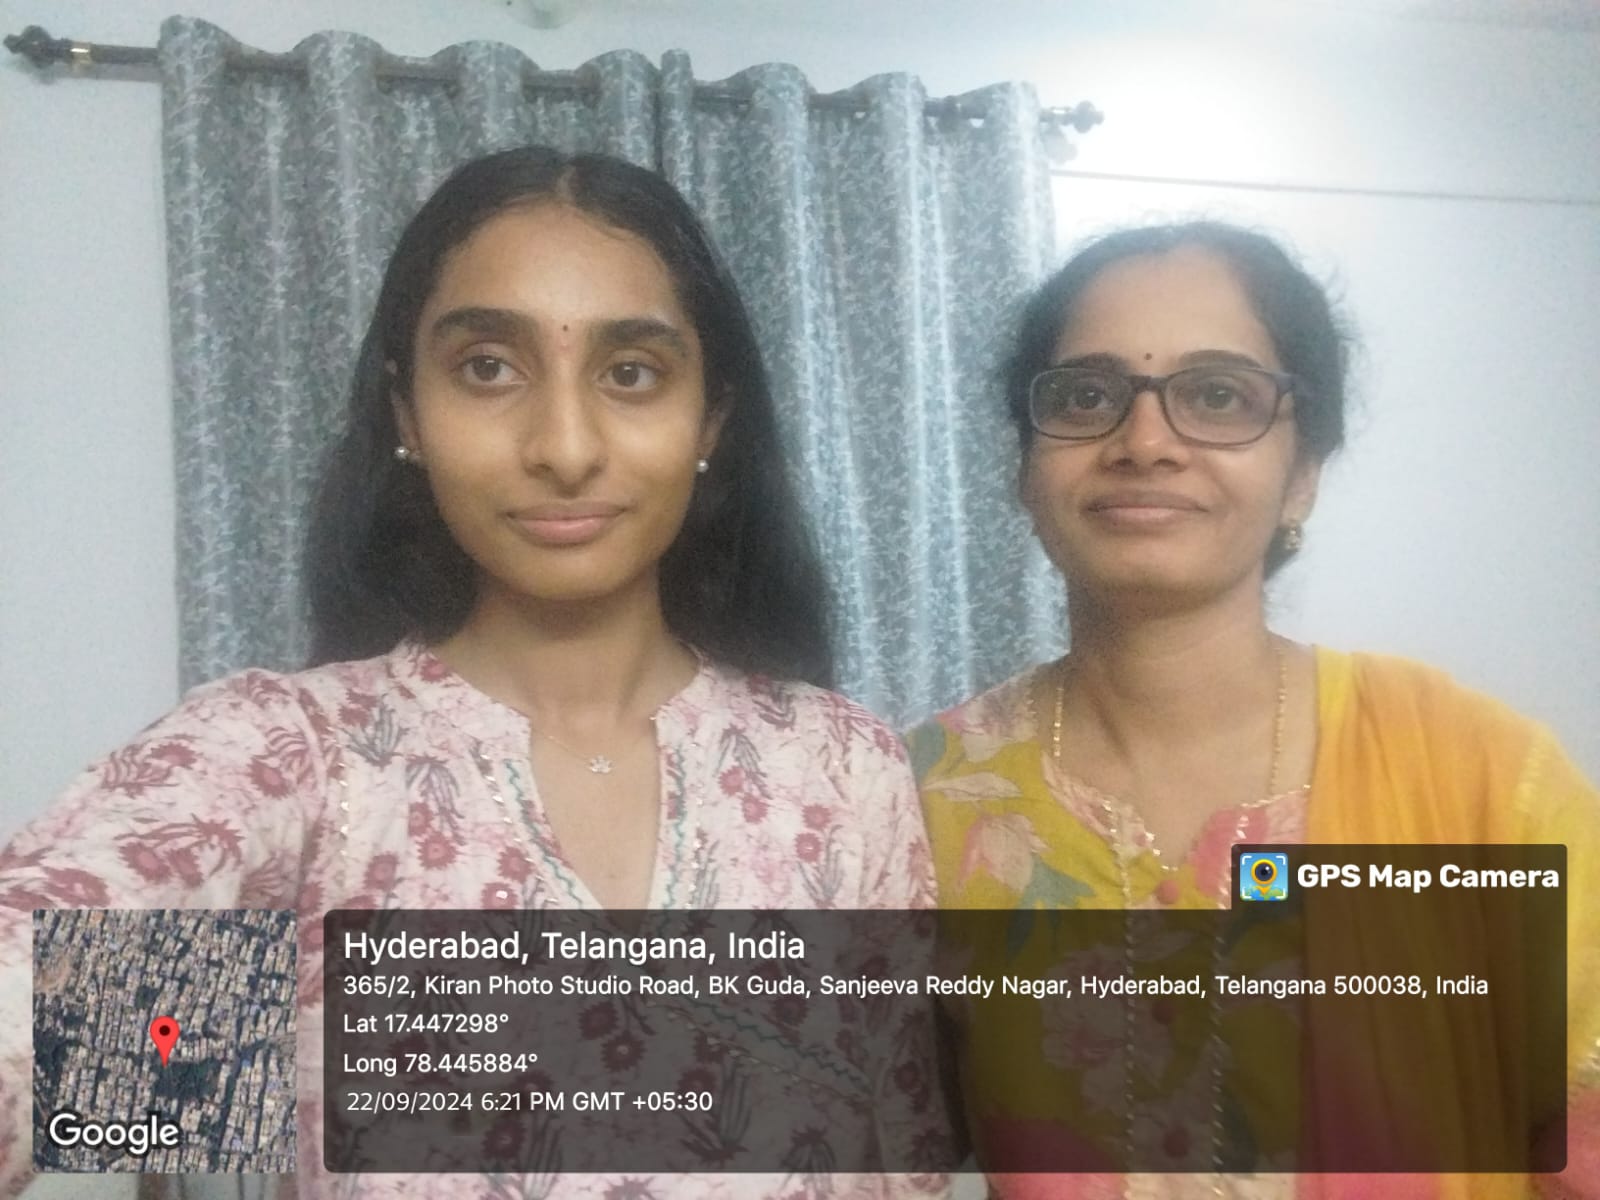 GPS Map Camera
Hyderabad, Telangana, India
365/2, Kiran Photo Studio Road, BK Guda, Sanjeeva Reddy Nagar, Hyderabad, Telangana 500038, India
Lat 17.447298°
Long 78.445884°
22/09/2024 6:21 PM GMT +05:30
Google